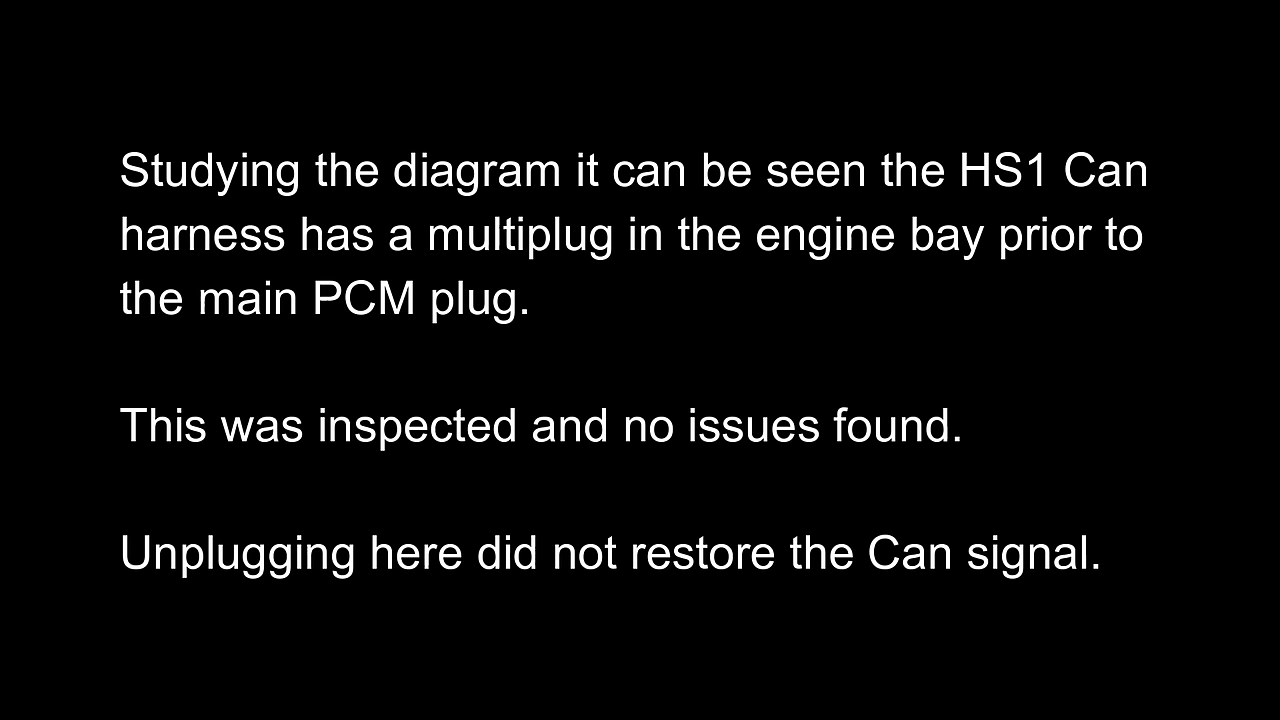 Studying the diagram it can be seen the HS1 Can
harness has a multiplug in the engine bay prior to
the main PCM plug.
This was inspected and no issues found.
Unplugging here did not restore the Can signal.